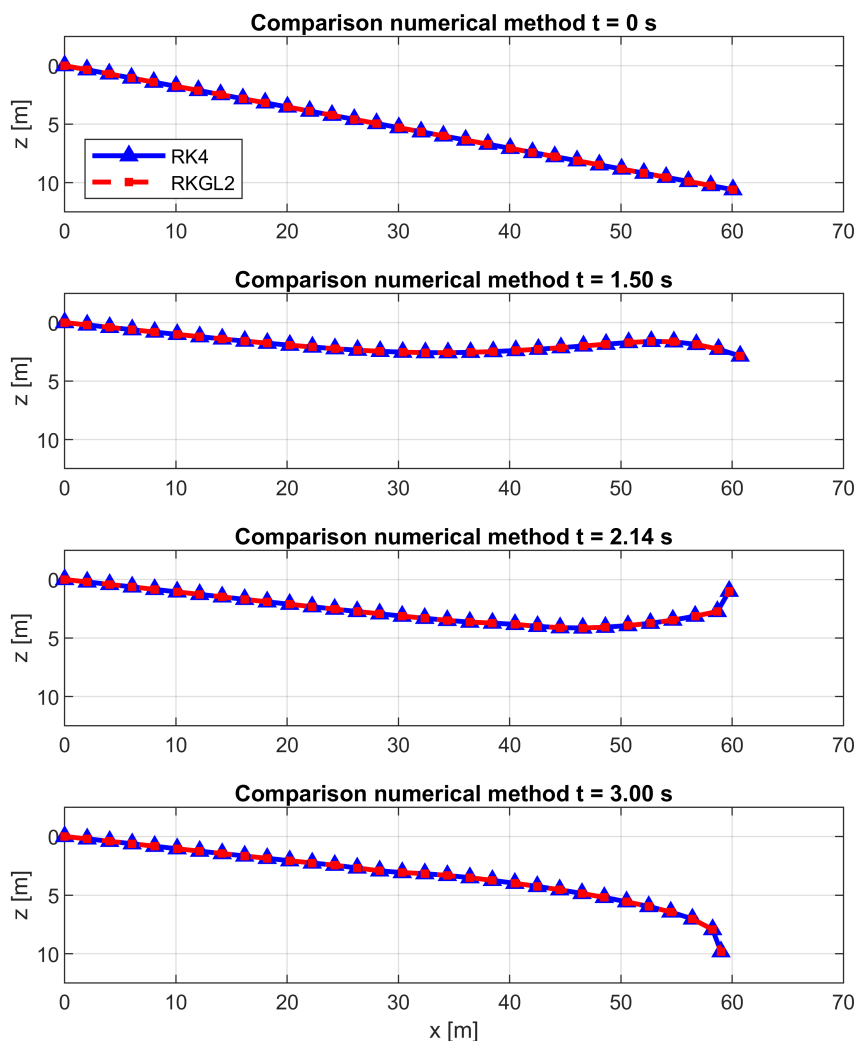 Comparison numerical method t = 0 s
0
5
10
z [m]
RK4
RKGL2
0 10 20 30 40 50 60 70
Comparison numerical method t = 1.50 s
0
5
10
z [m]
0 10 20 30 40 50 60 70
Comparison numerical method t = 2.14 s
0
5
10
z [m]
0 10 20 30 40 50 60 70
Comparison numerical method t = 3.00 s
0
5
10
z [m]
0 10 20 30 40 50 60 70
x [m]